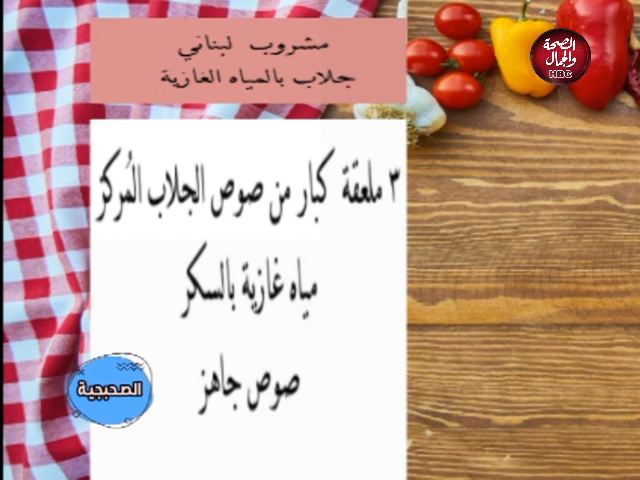 مشروب لبناني
جلاب بالمياه الغازية
٣ ملعقة كبار من صوص الجلاب المُركز
مياه غازية بالسكر
صوص جاهز
الصحبجية
الصحة
والجمال
HBC